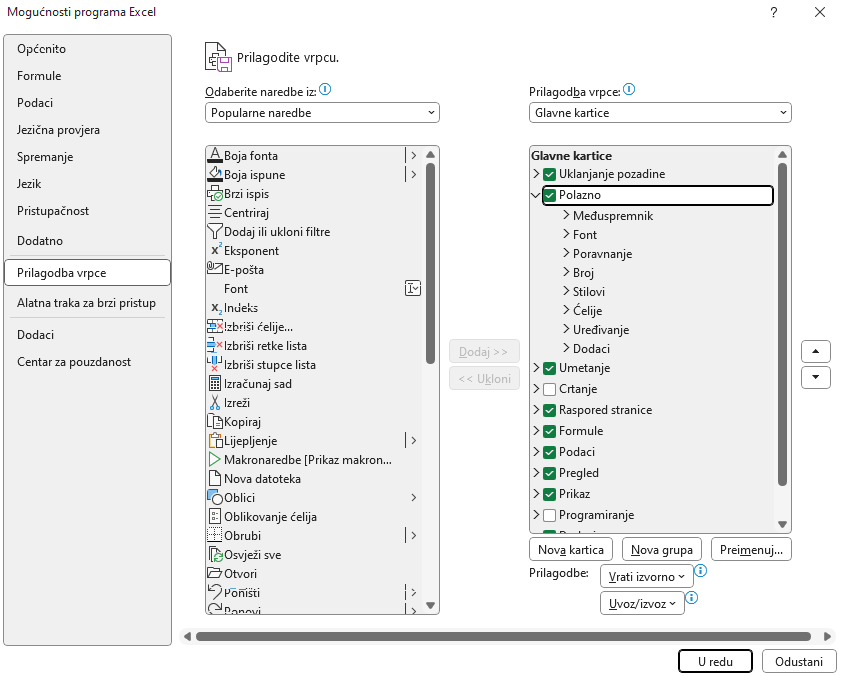 Mogućnosti programa Excel
?
Općenito
Formule
Podaci
Jezična provjera
Spremanje
Jezik
Pristupačnost
Dodatno
Prilagodba vrpce
Alatna traka za brzi pristup
Dodaci
Centar za pouzdanost
Prilagodite vrpcu.
Odaberite naredbe iz:
Popularne naredbe
Boja fonta
Boja ispune
Brzi ispis
Centriraj
Dodaj ili ukloni filtre
Eksponent
E-pošta
Font
Indeks
Izbriši ćelije...
Izbriši retke lista
Izbriši stupce lista
Izračunaj sad
Izreži
Kopiraj
Lijepljenje
Makronaredbe [Prikaz makron...
Nova datoteka
Oblici
Oblikovanje ćelija
Obrubi
Osvježi sve
Otvori
Poništi
Ponovi
Dodaj >>
<< Ukloni
Prilagodba vrpce:
Glavne kartice
Glavne kartice
Uklanjanje pozadine
Polazno
Međuspremnik
Font
Poravnanje
Broj
Stilovi
Ćelije
Uređivanje
Dodaci
Umetanje
Crtanje
Raspored stranice
Formule
Podaci
Pregled
Prikaz
Programiranje
Nova kartica
Nova grupa
Preimenuj...
Prilagodbe:
Vrati izvorno
Uvoz/izvoz
U redu
Odustani